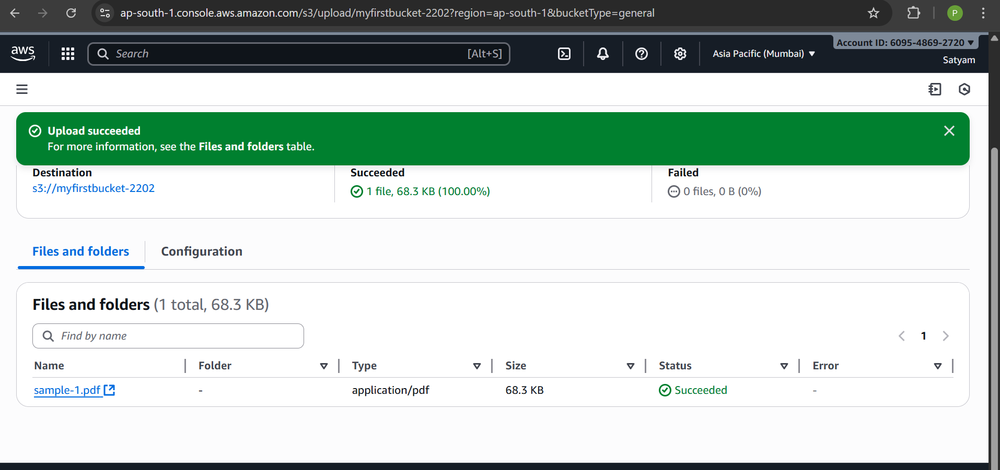 ap-south-1.console.aws.amazon.com/s3/upload/myfirstbucket-2202?region=ap-south-1&bucketType=general
P
aws
Search
[Alt+S]
Asia Pacific (Mumbai)
Account ID: 6095-4869-2720
Satyam
Upload succeeded
For more information, see the Files and folders table.
Destination
s3://myfirstbucket-2202
Succeeded
1 file, 68.3 KB (100.00%)
Failed
0 files, 0 B (0%)
Files and folders
Configuration
Files and folders (1 total, 68.3 KB)
Find by name
1
Name Folder Type Size Status Error
sample-1.pdf - application/pdf 68.3 KB Succeeded -